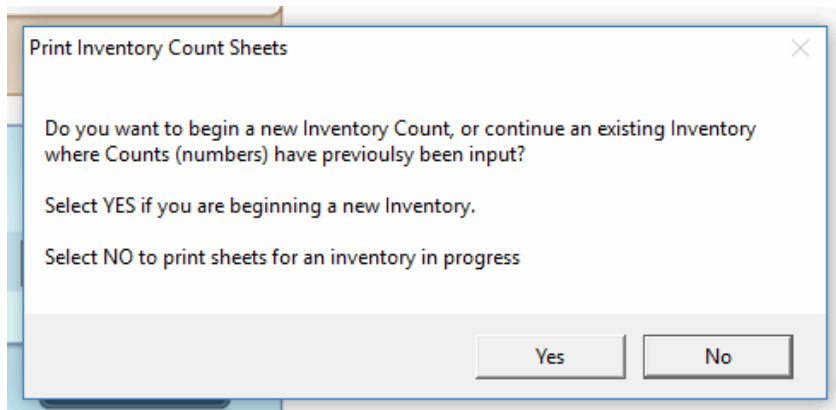 Print Inventory Count Sheets
Do you want to begin a new Inventory Count, or continue an existing Inventory
where Counts (numbers) have previoulsy been input?
Select YES if you are beginning a new Inventory.
Select NO to print sheets for an inventory in progress
Yes
No